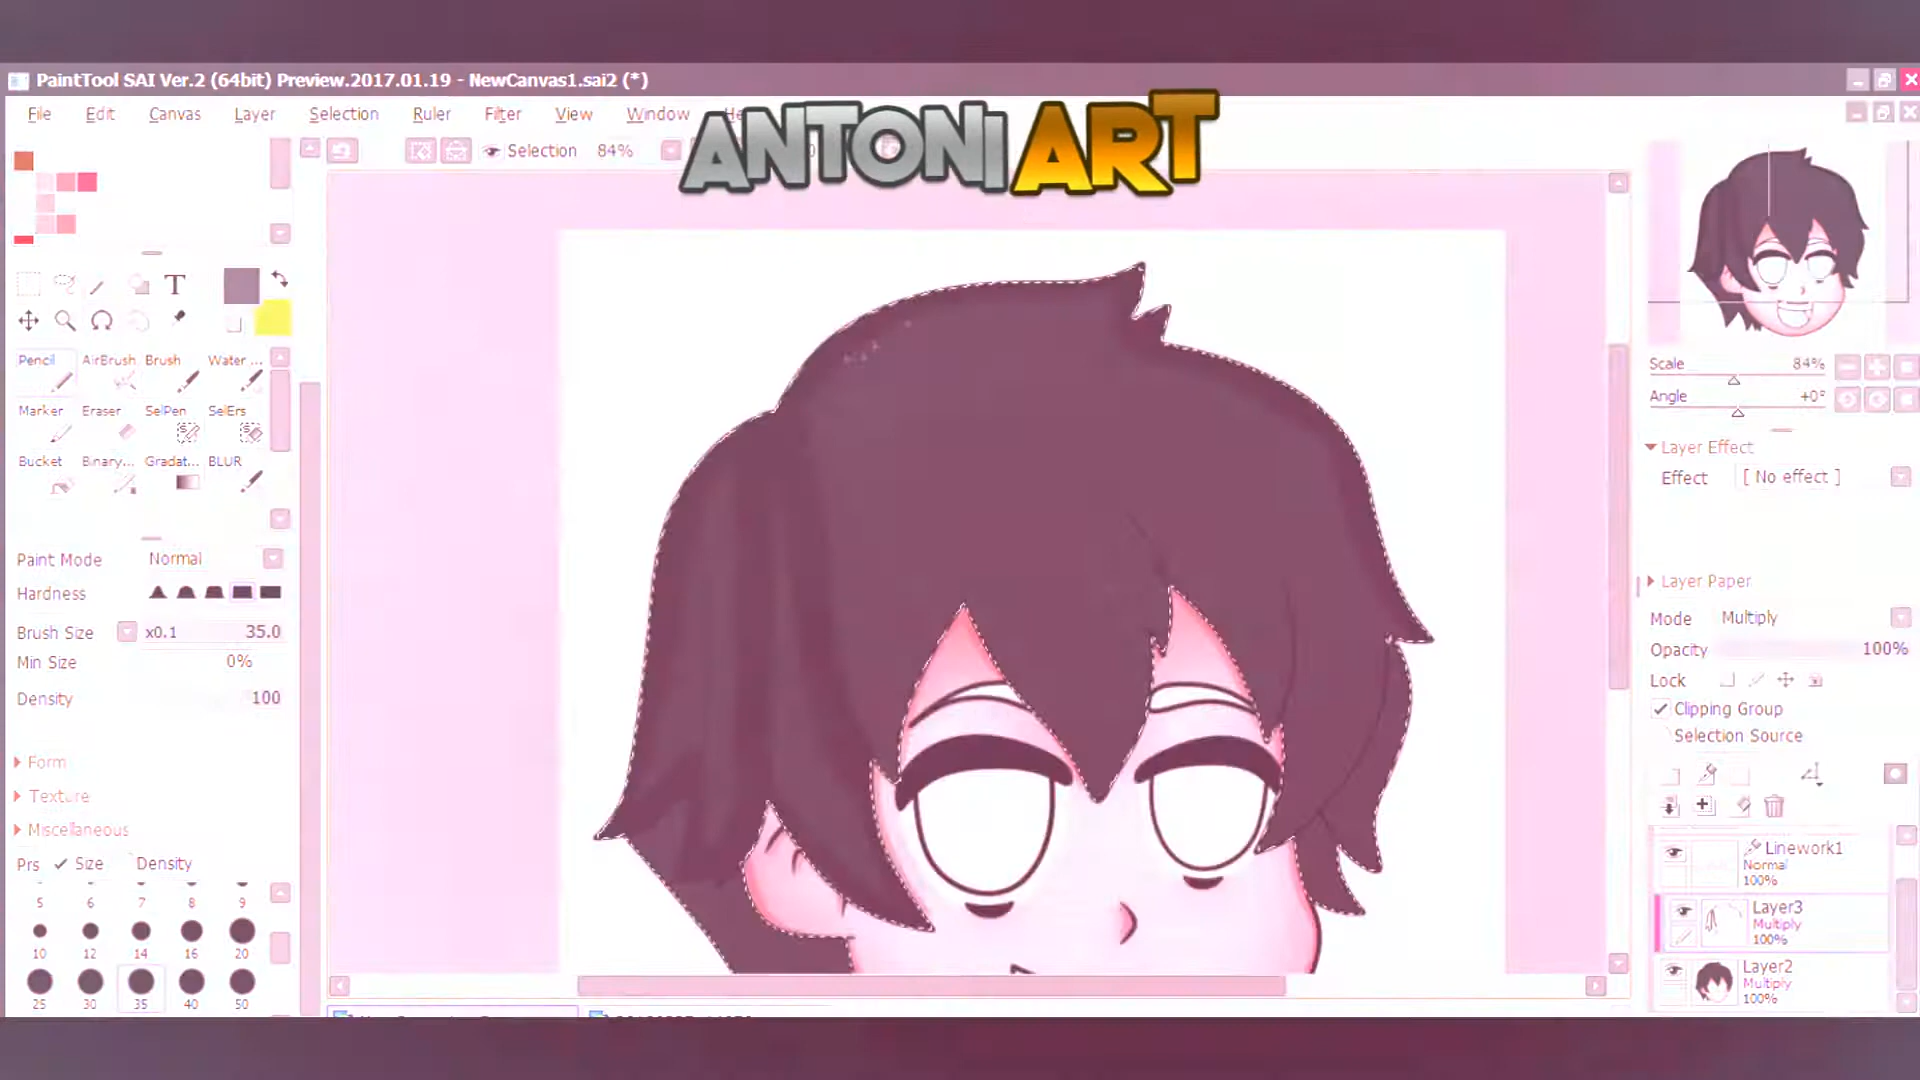 PaintTool SAI Ver.2 (64bit) Preview.2017.01.19 - NewCanvas1.sai2 (*)
File Edit Canvas Layer Selection Ruler Filter View Window
ANTONI ART
Selection 84%
T
Pencil AirBrush Brush Water ...
Marker Eraser SelPen SelErs
Bucket Binary... Gradat... BLUR
Paint Mode Normal
Hardness
Brush Size x0.1 35.0
Min Size 0%
Density 100
Form
Texture
Miscellaneous
Prs Size Density
5 6 7 8 9
10 12 14 16 20
25 30 35 40 50
Scale 84%
Angle +0°
Layer Effect
Effect [ No effect ]
Layer Paper
Mode Multiply
Opacity 100%
Lock
Clipping Group
Selection Source
Linework1
Normal
100%
Layer3
Multiply
100%
Layer2
Multiply
100%